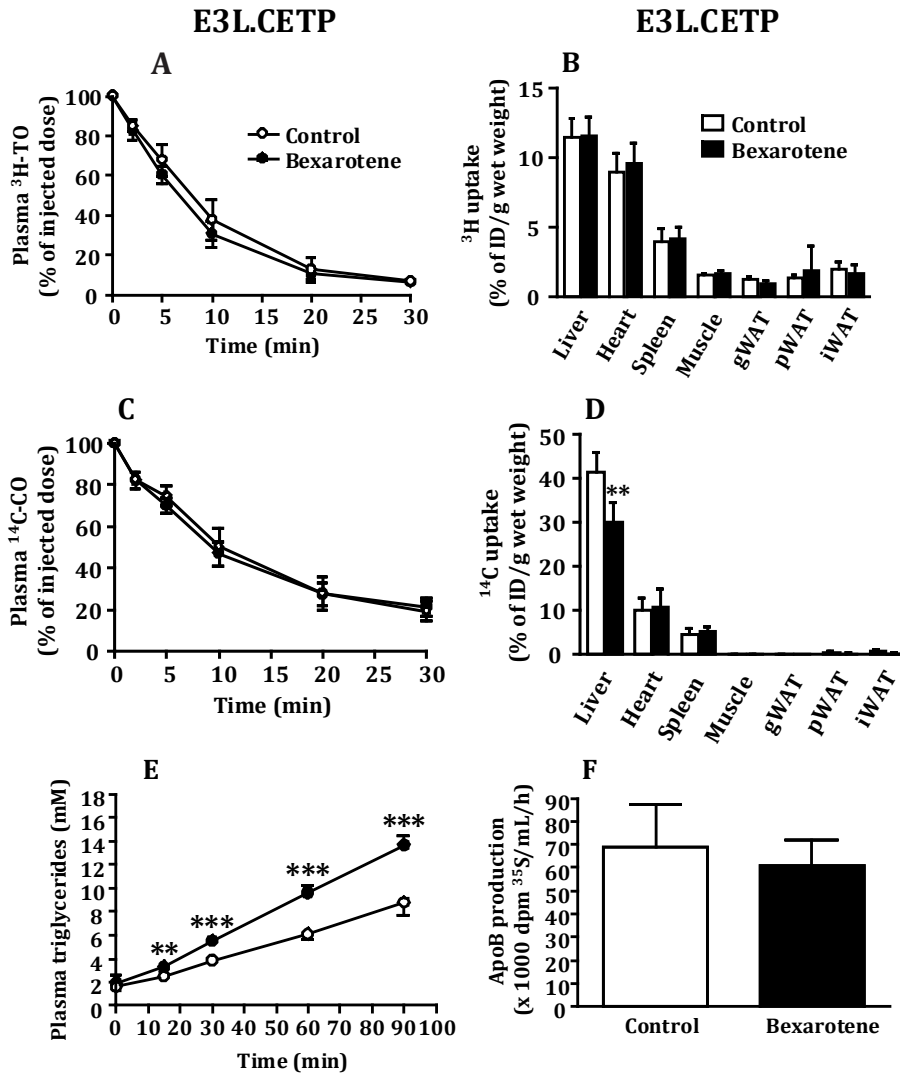 E3L.CETP
E3L.CETP
A
Plasma ³H-TO
(% of injected dose)
100
80
60
40
20
0
Control
Bexarotene
0 5 10 15 20 25 30
Time (min)
B
³H uptake
(% of ID/g wet weight)
15
10
5
0
Control
Bexarotene
Liver
Heart
Spleen
Muscle
gWAT
pWAT
iWAT
C
Plasma ¹⁴C-CO
(% of injected dose)
100
80
60
40
20
0
0 5 10 15 20 25 30
Time (min)
D
¹⁴C uptake
(% of ID/g wet weight)
50
40
30
20
10
0
**
Liver
Heart
Spleen
Muscle
gWAT
pWAT
iWAT
E
Plasma triglycerides (mM)
18
16
14
12
10
8
6
4
2
0
**
***
***
***
0 10 20 30 40 50 60 70 80 90 100
Time (min)
F
ApoB production
(x 1000 dpm ³⁵S/mL/h)
90
80
70
60
50
40
30
20
10
0
Control
Bexarotene